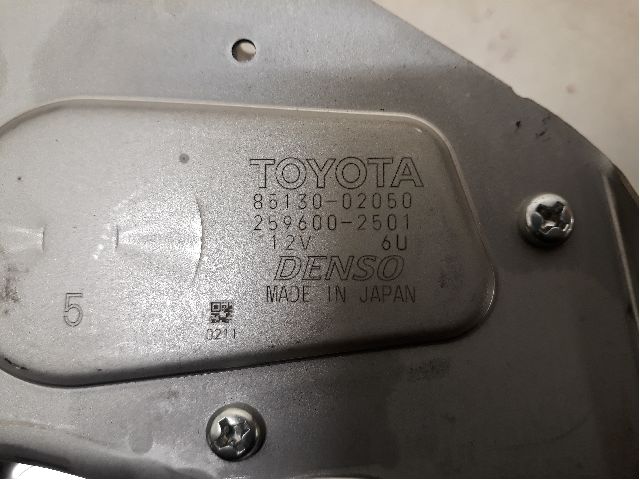 TOYOTA
85130-02050
259600-2501
12V 6U
DENSO
MADE IN JAPAN
5
0211